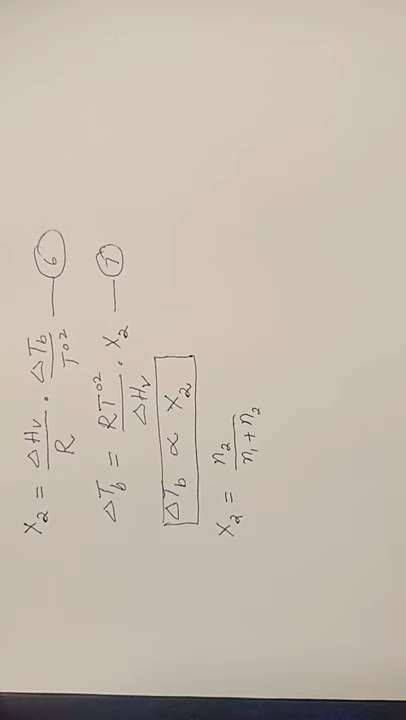 X₂ = ΔHv/R · ΔTb/T°² — 6
ΔTb = RT°²/ΔHv · X₂ — 7
ΔTb ∝ X₂
X₂ = n₂/(n₁ + n₂)